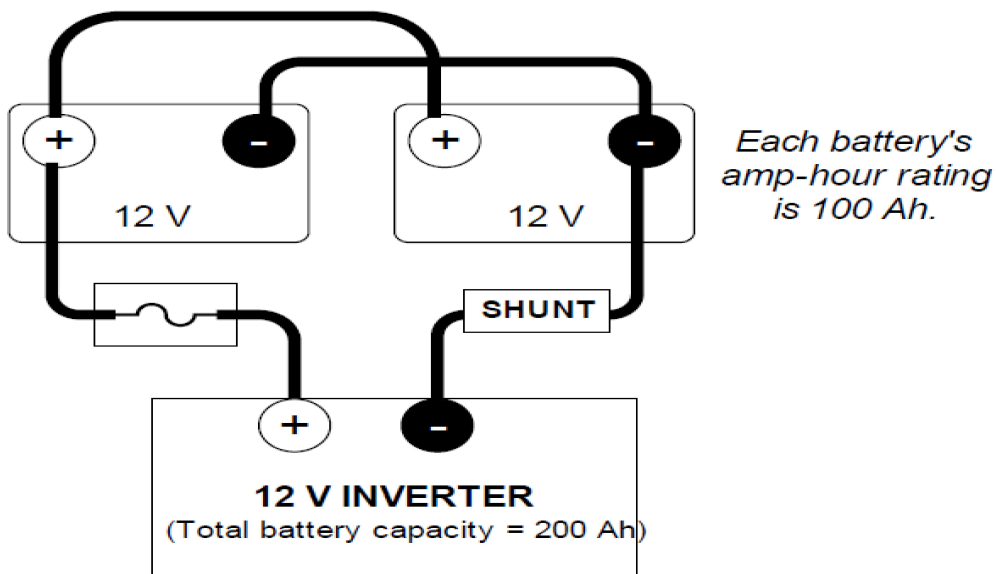 + - + -
12 V 12 V
Each battery's
amp-hour rating
is 100 Ah.
SHUNT
+ -
12 V INVERTER
(Total battery capacity = 200 Ah)